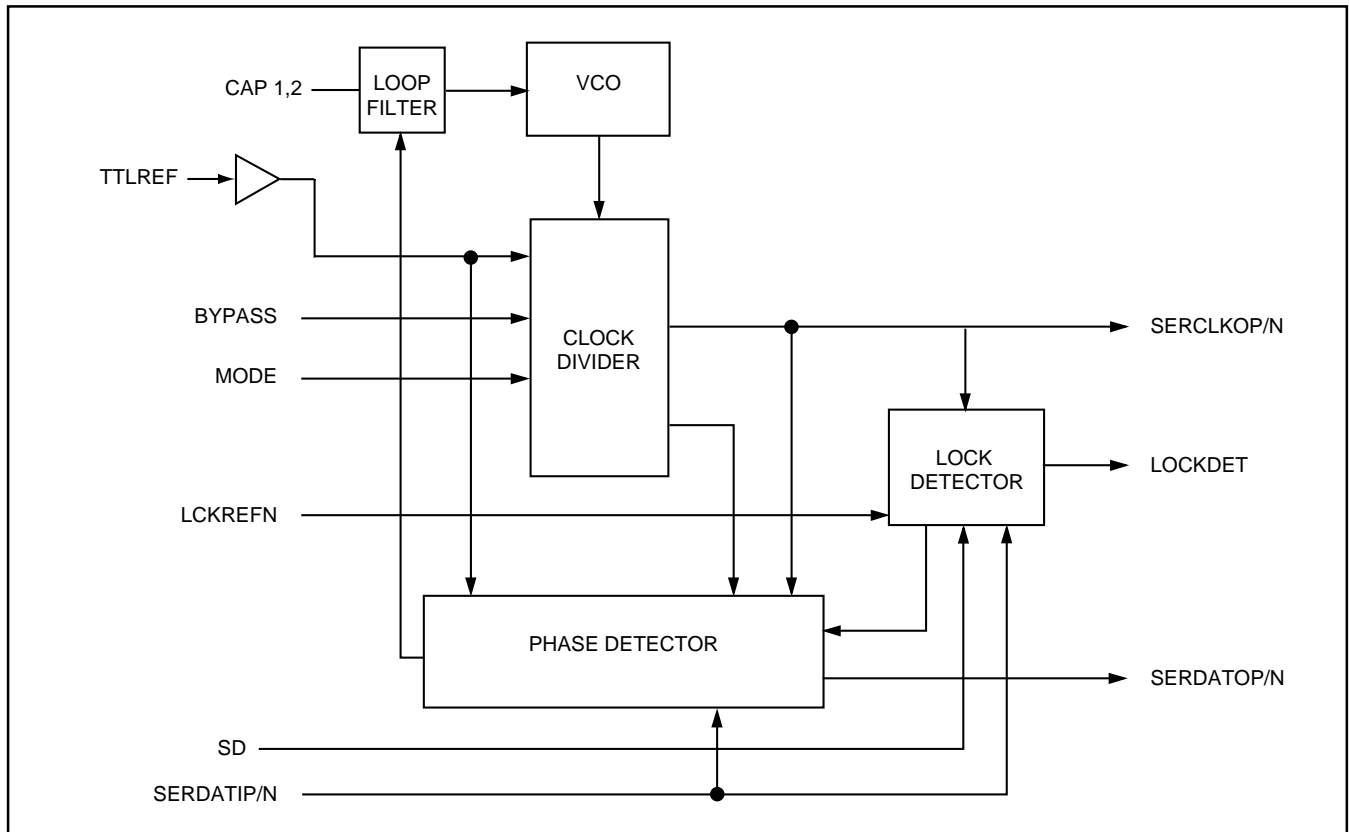 CAP 1,2
LOOP
FILTER
VCO
TTLREF
BYPASS
MODE
CLOCK
DIVIDER
SERCLKOP/N
LOCK
DETECTOR
LOCKDET
LCKREFN
PHASE DETECTOR
SERDATOP/N
SD
SERDATIP/N